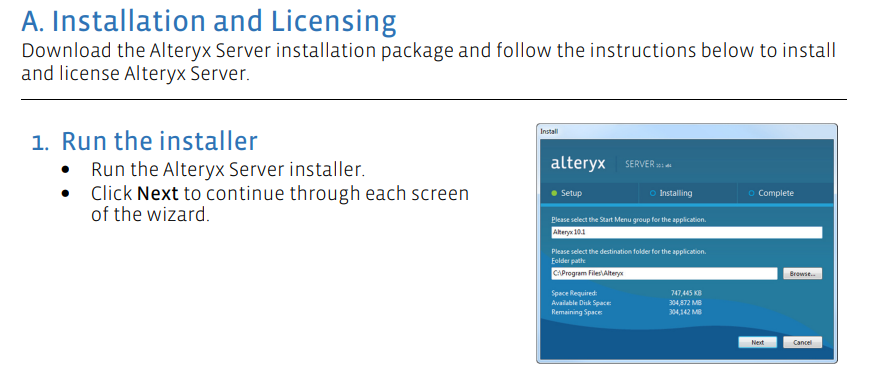 A. Installation and Licensing
Download the Alteryx Server installation package and follow the instructions below to install
and license Alteryx Server.
1. Run the installer
• Run the Alteryx Server installer.
• Click Next to continue through each screen
of the wizard.
Install
alteryx SERVER 10.1 x64
Setup Installing Complete
Please select the Start Menu group for the application.
Alteryx 10.1
Please select the destination folder for the application.
Folder path:
C:\Program Files\Alteryx Browse...
Space Required: 747,445 KB
Available Disk Space: 304,872 MB
Remaining Space: 304,142 MB
Next Cancel